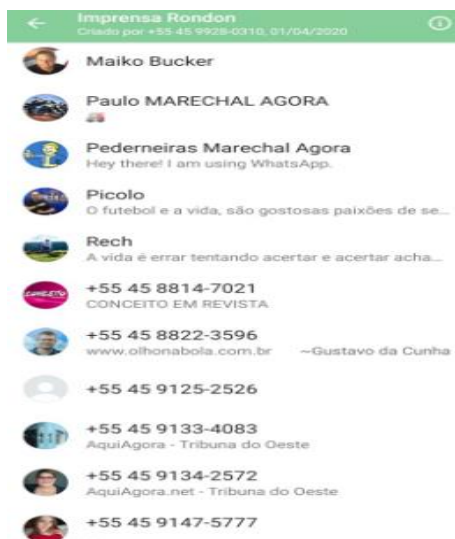 Imprensa Rondon
Criado por +55 45 9928-0310, 01/04/2020
Maiko Bucker
Paulo MARECHAL AGORA
Pederneiras Marechal Agora
Hey there! I am using WhatsApp.
Picolo
O futebol e a vida, são gostosas paixões de se...
Rech
A vida é errar tentando acertar e acertar acha...
+55 45 8814-7021
CONCEITO EM REVISTA
+55 45 8822-3596
www.olhonabola.com.br ~Gustavo da Cunha
+55 45 9125-2526
+55 45 9133-4083
AquiAgora - Tribuna do Oeste
+55 45 9134-2572
AquiAgora.net - Tribuna do Oeste
+55 45 9147-5777